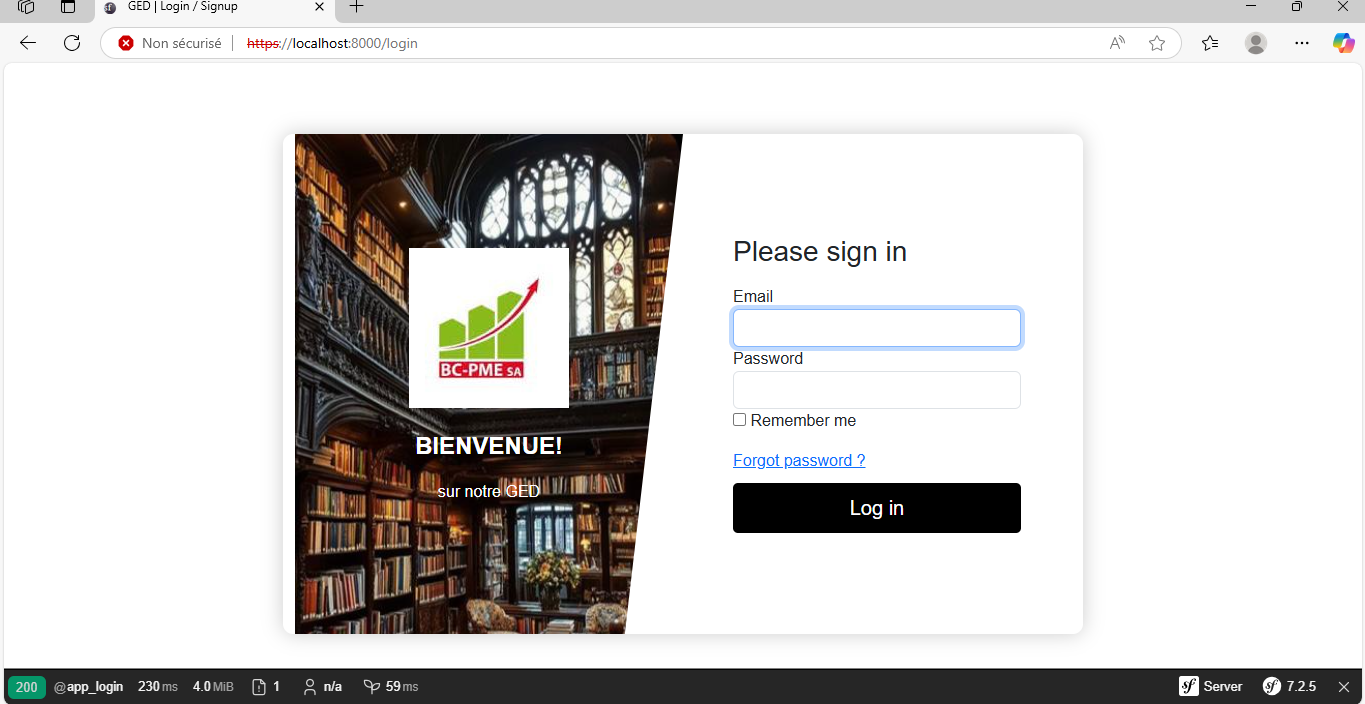 GED | Login / Signup
Non sécurisé https://localhost:8000/login
BC-PME SA
BIENVENUE!
sur notre GED
Please sign in
Email
Password
Remember me
Forgot password ?
Log in
200 @app_login 230 ms 4.0 MiB 1 n/a 59 ms sf Server sf 7.2.5